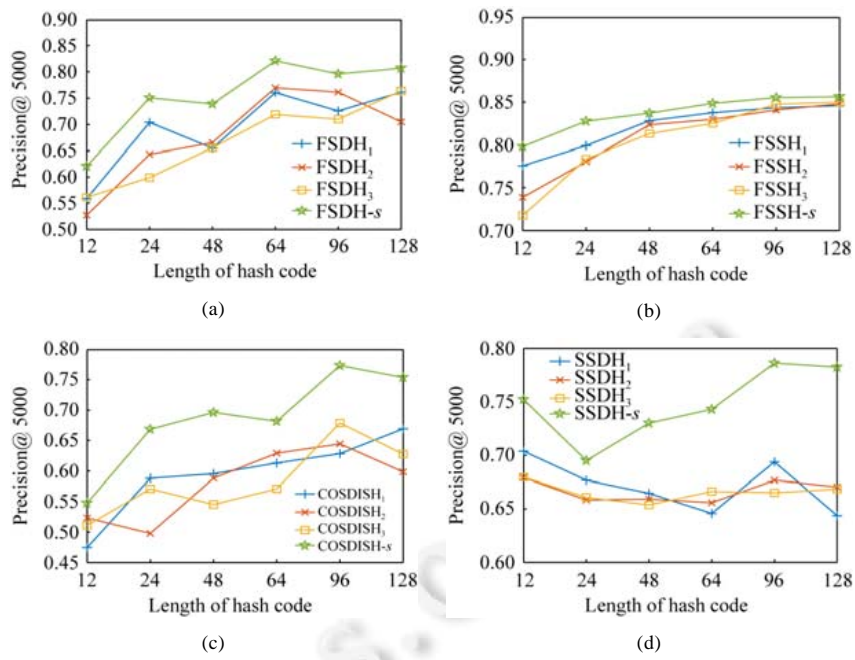 0.90
0.85
0.80
0.75
0.70
0.65
0.60
0.55
0.50
Precision@ 5000
FSDH₁
FSDH₂
FSDH₃
FSDH-s
12 24 48 64 96 128
Length of hash code
(a)
0.95
0.90
0.85
0.80
0.75
0.70
Precision@ 5000
FSSH₁
FSSH₂
FSSH₃
FSSH-s
12 24 48 64 96 128
Length of hash code
(b)
0.80
0.75
0.70
0.65
0.60
0.55
0.50
0.45
Precision@ 5000
COSDISH₁
COSDISH₂
COSDISH₃
COSDISH-s
12 24 48 64 96 128
Length of hash code
(c)
0.80
0.75
0.70
0.65
0.60
Precision@ 5000
SSDH₁
SSDH₂
SSDH₃
SSDH-s
12 24 48 64 96 128
Length of hash code
(d)